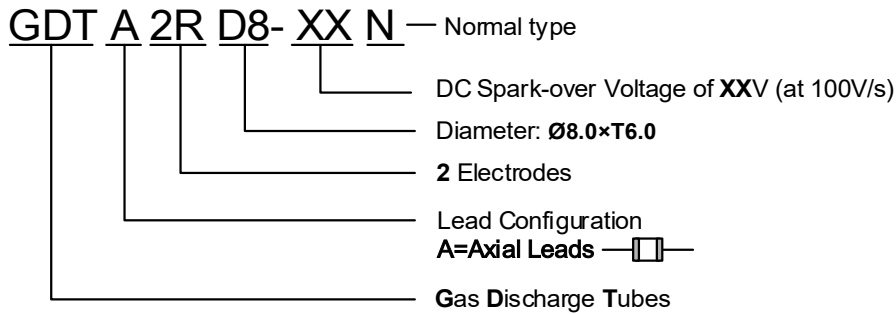 GDT A 2R D8- XX N
Normal type
DC Spark-over Voltage of XXV (at 100V/s)
Diameter: Ø8.0×T6.0
2 Electrodes
Lead Configuration
A=Axial Leads
Gas Discharge Tubes